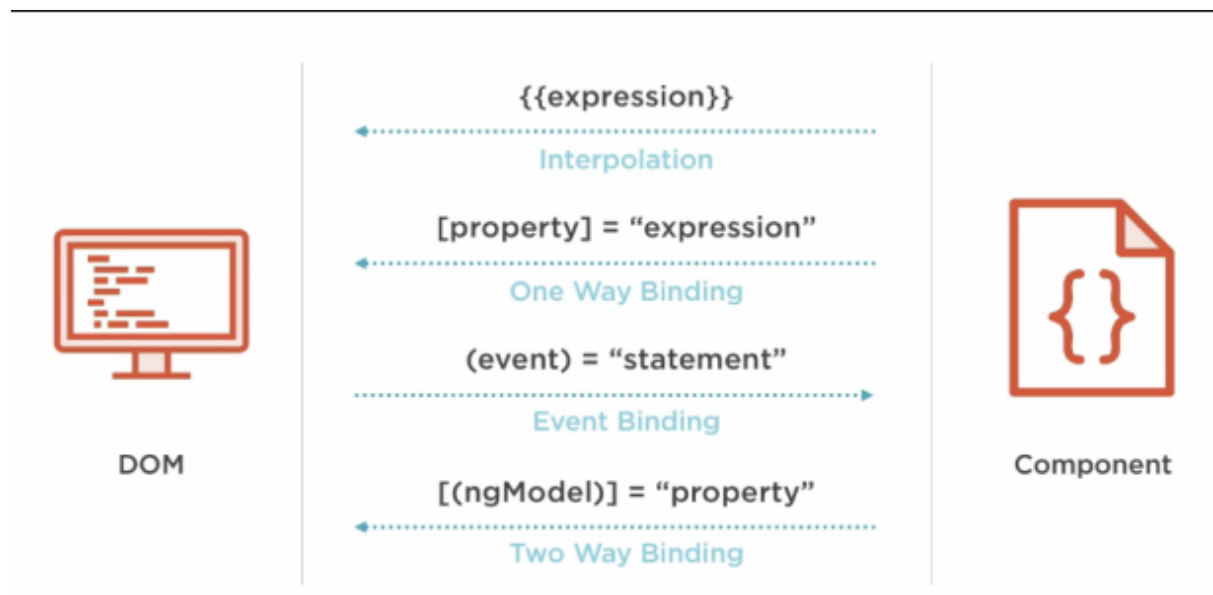 {{expression}}
Interpolation
[property] = “expression”
One Way Binding
(event) = “statement”
Event Binding
[(ngModel)] = “property”
Two Way Binding
DOM
{ }
Component